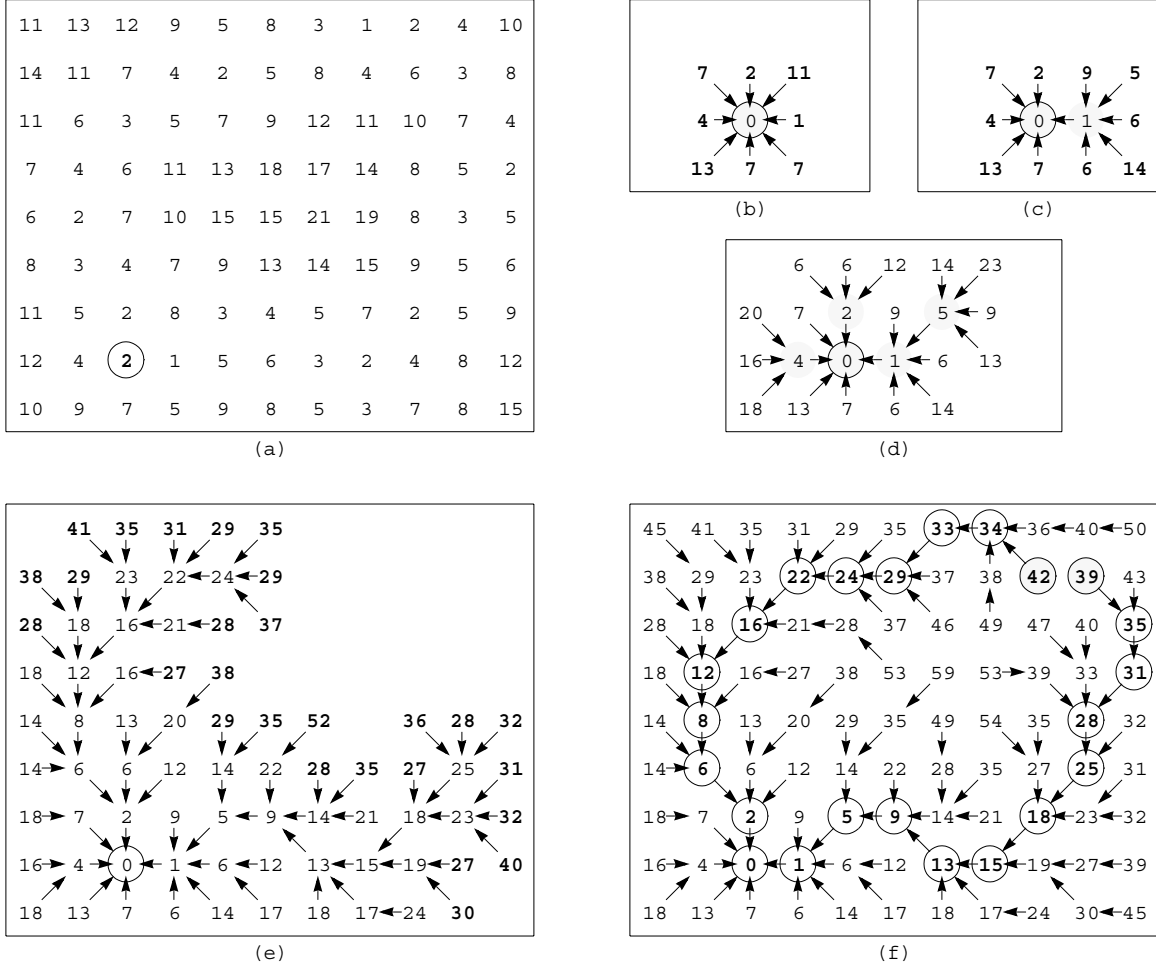 11 13 12 9 5 8 3 1 2 4 10
14 11 7 4 2 5 8 4 6 3 8
11 6 3 5 7 9 12 11 10 7 4
7 4 6 11 13 18 17 14 8 5 2
6 2 7 10 15 15 21 19 8 3 5
8 3 4 7 9 13 14 15 9 5 6
11 5 2 8 3 4 5 7 2 5 9
12 4 2 1 5 6 3 2 4 8 12
10 9 7 5 9 8 5 3 7 8 15
(a)
7 2 11
4 0 1
13 7 7
(b)
7 2 9 5
4 0 1 6
13 7 6 14
(c)
6 6 12 14 23
20 7 2 9 5 9
16 4 0 1 6 13
18 13 7 6 14
(d)
41 35 31 29 35
38 29 23 22 24 29
28 18 16 21 28 37
18 12 16 27 38
14 8 13 20 29 35 52 36 28 32
14 6 6 12 14 22 28 35 27 25 31
18 7 2 9 5 9 14 21 18 23 32
16 4 0 1 6 12 13 15 19 27 40
18 13 7 6 14 17 18 17 24 30
(e)
45 41 35 31 29 35 33 34 36 40 50
38 29 23 22 24 29 37 38 42 39 43
28 18 16 21 28 37 46 49 47 40 35
18 12 16 27 38 53 59 53 39 33 31
14 8 13 20 29 35 49 54 35 28 32
14 6 6 12 14 22 28 35 27 25 31
18 7 2 9 5 9 14 21 18 23 32
16 4 0 1 6 12 13 15 19 27 39
18 13 7 6 14 17 18 17 24 30 45
(f)